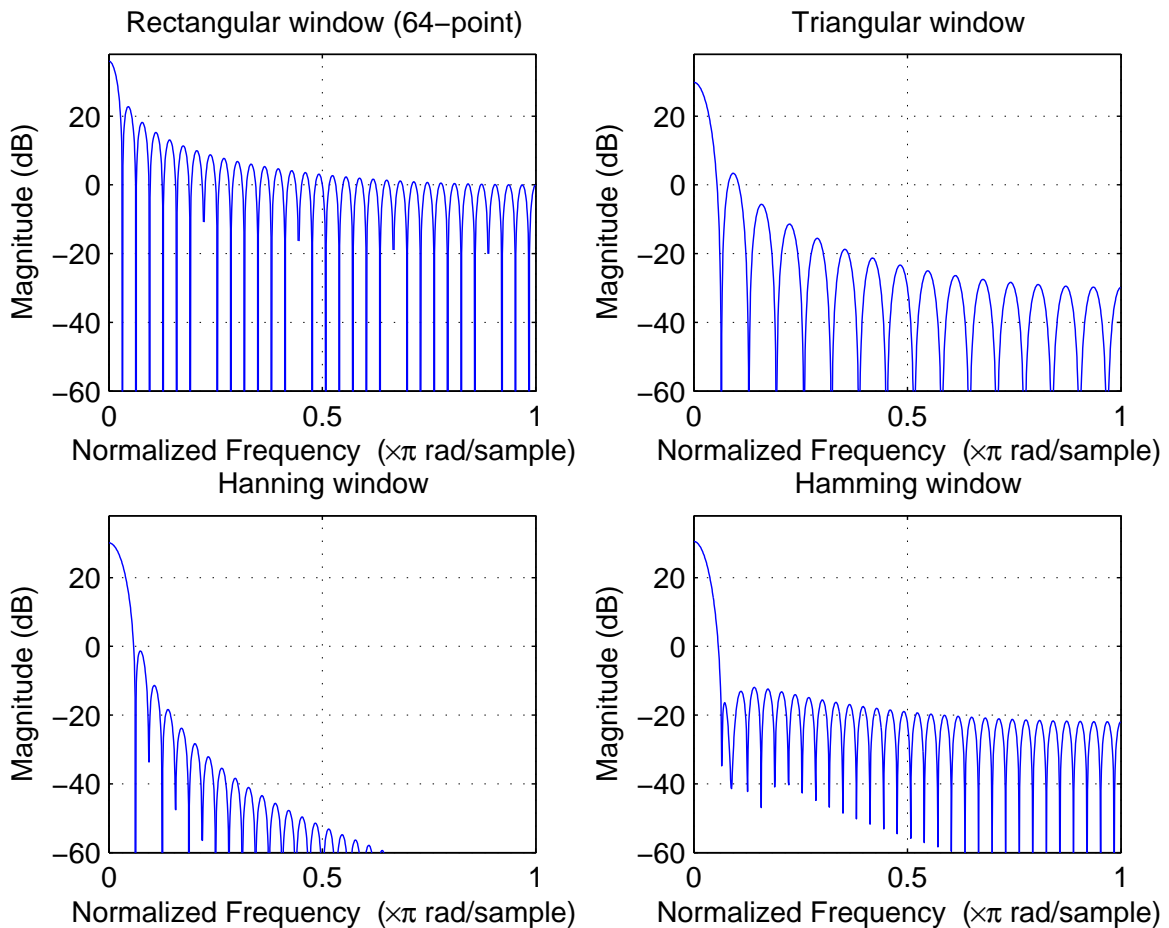 Rectangular window (64−point)
20
0
−20
−40
−60
0
0.5
1
Magnitude (dB)
Normalized Frequency (×π rad/sample)
Triangular window
20
0
−20
−40
−60
0
0.5
1
Magnitude (dB)
Normalized Frequency (×π rad/sample)
Hanning window
20
0
−20
−40
−60
0
0.5
1
Magnitude (dB)
Normalized Frequency (×π rad/sample)
Hamming window
20
0
−20
−40
−60
0
0.5
1
Magnitude (dB)
Normalized Frequency (×π rad/sample)